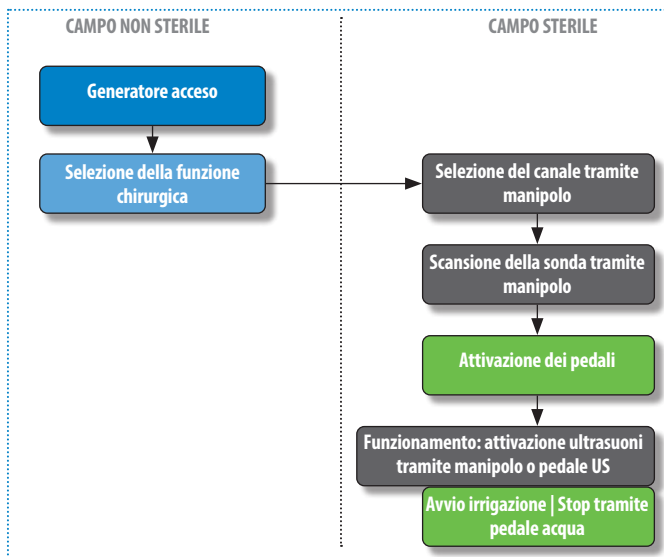 CAMPO NON STERILE
CAMPO STERILE
Generatore acceso
Selezione della funzione
chirurgica
Selezione del canale tramite
manipolo
Scansione della sonda tramite
manipolo
Attivazione dei pedali
Funzionamento: attivazione ultrasuoni
tramite manipolo o pedale US
Avvio irrigazione | Stop tramite
pedale acqua